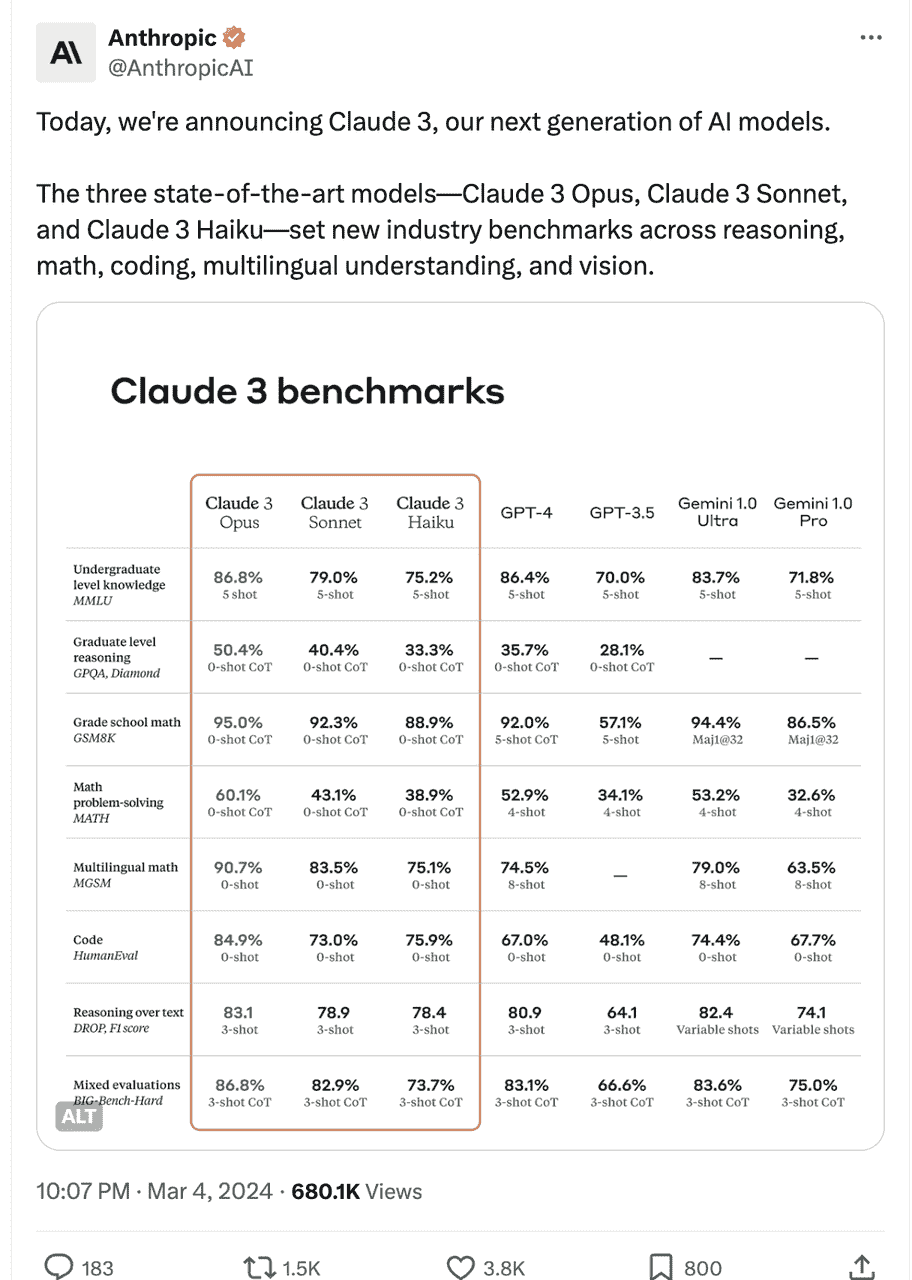 Anthropic
@AnthropicAI
Today, we're announcing Claude 3, our next generation of AI models.
The three state-of-the-art models—Claude 3 Opus, Claude 3 Sonnet,
and Claude 3 Haiku—set new industry benchmarks across reasoning,
math, coding, multilingual understanding, and vision.
Claude 3 benchmarks
Claude 3 Opus Claude 3 Sonnet Claude 3 Haiku GPT-4 GPT-3.5 Gemini 1.0 Ultra Gemini 1.0 Pro
Undergraduate
level knowledge
MMLU
86.8% 79.0% 75.2% 86.4% 70.0% 83.7% 71.8%
5 shot 5-shot 5-shot 5-shot 5-shot 5-shot 5-shot
Graduate level
reasoning
GPQA, Diamond
50.4% 40.4% 33.3% 35.7% 28.1% — —
0-shot CoT 0-shot CoT 0-shot CoT 0-shot CoT 0-shot CoT
Grade school math
GSM8K
95.0% 92.3% 88.9% 92.0% 57.1% 94.4% 86.5%
0-shot CoT 0-shot CoT 0-shot CoT 5-shot CoT 5-shot Maj1@32 Maj1@32
Math
problem-solving
MATH
60.1% 43.1% 38.9% 52.9% 34.1% 53.2% 32.6%
0-shot CoT 0-shot CoT 0-shot CoT 4-shot 4-shot 4-shot 4-shot
Multilingual math
MGSM
90.7% 83.5% 75.1% 74.5% — 79.0% 63.5%
0-shot 0-shot 0-shot 8-shot 8-shot 8-shot
Code
HumanEval
84.9% 73.0% 75.9% 67.0% 48.1% 74.4% 67.7%
0-shot 0-shot 0-shot 0-shot 0-shot 0-shot 0-shot
Reasoning over text
DROP, F1 score
83.1 78.9 78.4 80.9 64.1 82.4 74.1
3-shot 3-shot 3-shot 3-shot 3-shot Variable shots Variable shots
Mixed evaluations
BIG-Bench-Hard
86.8% 82.9% 73.7% 83.1% 66.6% 83.6% 75.0%
3-shot CoT 3-shot CoT 3-shot CoT 3-shot CoT 3-shot CoT 3-shot CoT 3-shot CoT
ALT
10:07 PM · Mar 4, 2024 · 680.1K Views
183 1.5K 3.8K 800